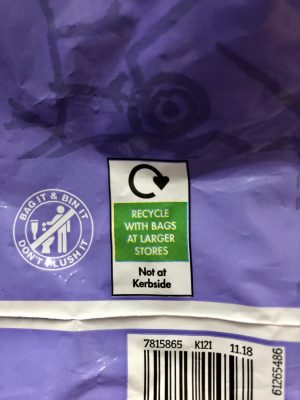 BAG IT & BIN IT
DON'T FLUSH IT
RECYCLE
WITH BAGS
AT LARGER
STORES
Not at
Kerbside
7815865 K121 11.18
61265486